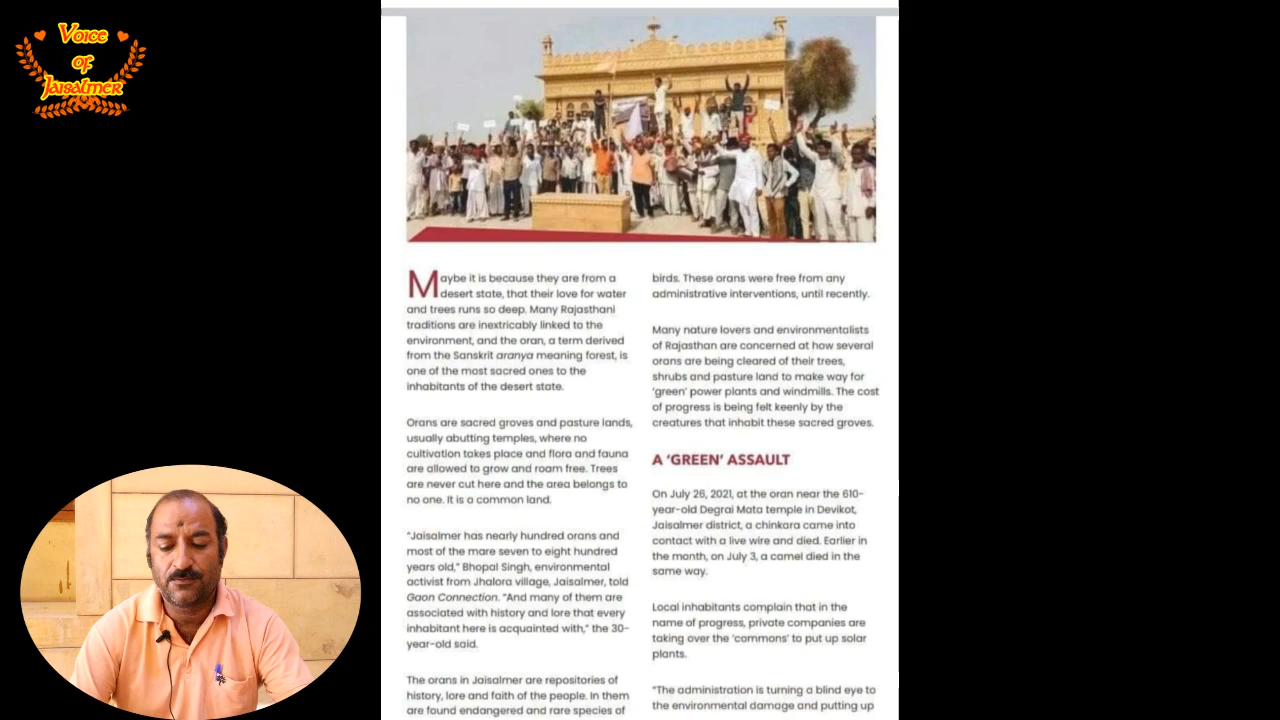 Voice
of
Jaisalmer
Maybe it is because they are from a
desert state, that their love for water
and trees runs so deep. Many Rajasthani
traditions are inextricably linked to the
environment, and the oran, a term derived
from the Sanskrit aranya meaning forest, is
one of the most sacred ones to the
inhabitants of the desert state.
Orans are sacred groves and pasture lands,
usually abutting temples, where no
cultivation takes place and flora and fauna
are allowed to grow and roam free. Trees
are never cut here and the area belongs to
no one. It is a common land.
"Jaisalmer has nearly hundred orans and
most of the mare seven to eight hundred
years old," Bhopal Singh, environmental
activist from Jhalora village, Jaisalmer, told
Gaon Connection. "And many of them are
associated with history and lore that every
inhabitant here is acquainted with," the 30-
year-old said.
The orans in Jaisalmer are repositories of
history, lore and faith of the people. In them
are found endangered and rare species of
birds. These orans were free from any
administrative interventions, until recently.
Many nature lovers and environmentalists
of Rajasthan are concerned at how several
orans are being cleared of their trees,
shrubs and pasture land to make way for
'green' power plants and windmills. The cost
of progress is being felt keenly by the
creatures that inhabit these sacred groves.
A 'GREEN' ASSAULT
On July 26, 2021, at the oran near the 610-
year-old Degrai Mata temple in Devikot,
Jaisalmer district, a chinkara came into
contact with a live wire and died. Earlier in
the month, on July 3, a camel died in the
same way.
Local inhabitants complain that in the
name of progress, private companies are
taking over the 'commons' to put up solar
plants.
"The administration is turning a blind eye to
the environmental damage and putting up